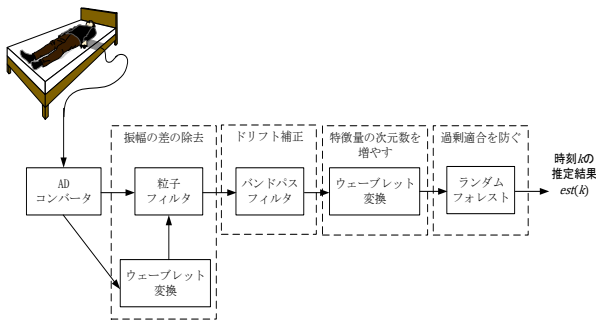 振幅の差の除去
ドリフト補正
特徴量の次元数を
増やす
過剰適合を防ぐ
AD
コンバータ
粒子
フィルタ
バンドパス
フィルタ
ウェーブレット
変換
ランダム
フォレスト
時刻kの
推定結果
est(k)
ウェーブレット
変換